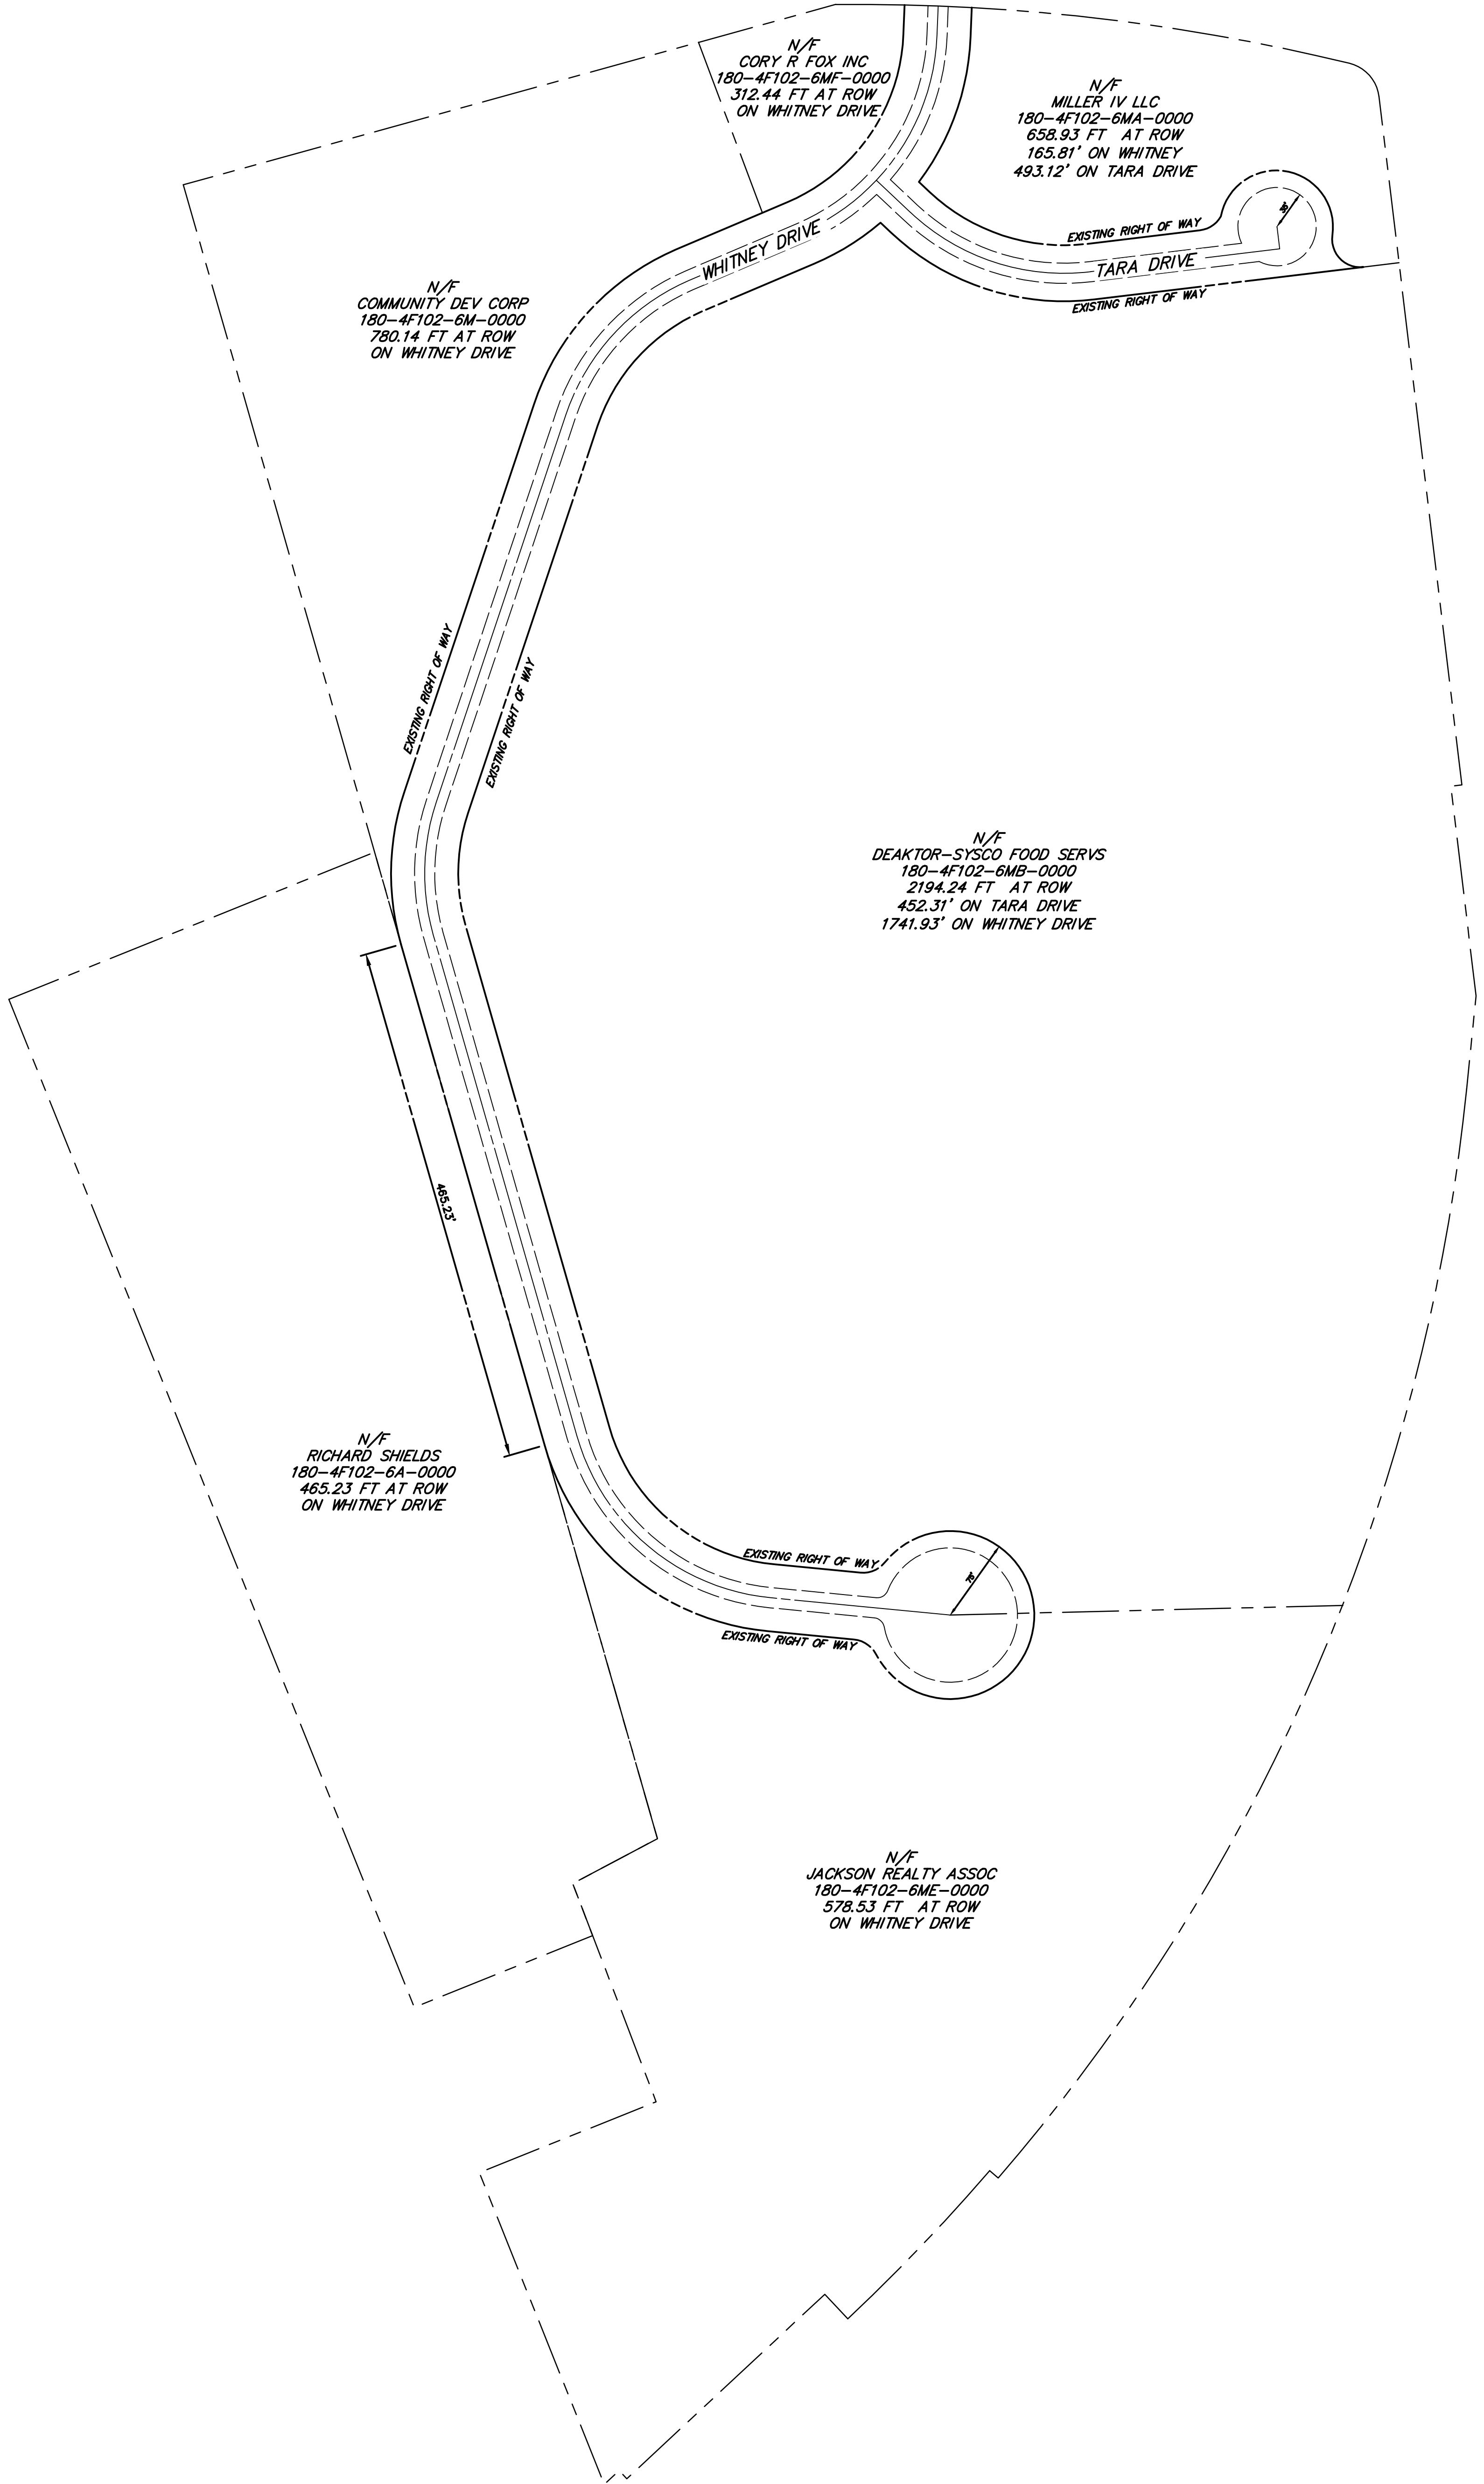 N/F
CORY R FOX INC
180-4F102-6MF-0000
312.44 FT AT ROW
ON WHITNEY DRIVE
N/F
MILLER IV LLC
180-4F102-6MA-0000
658.93 FT AT ROW
165.81' ON WHITNEY
493.12' ON TARA DRIVE
EXISTING RIGHT OF WAY
TARA DRIVE
EXISTING RIGHT OF WAY
WHITNEY DRIVE
N/F
COMMUNITY DEV CORP
180-4F102-6M-0000
780.14 FT AT ROW
ON WHITNEY DRIVE
EXISTING RIGHT OF WAY
EXISTING RIGHT OF WAY
N/F
DEAKTOR-SYSCO FOOD SERVS
180-4F102-6MB-0000
2194.24 FT AT ROW
452.31' ON TARA DRIVE
1741.93' ON WHITNEY DRIVE
465.23'
N/F
RICHARD SHIELDS
180-4F102-6A-0000
465.23 FT AT ROW
ON WHITNEY DRIVE
EXISTING RIGHT OF WAY
EXISTING RIGHT OF WAY
N/F
JACKSON REALTY ASSOC
180-4F102-6ME-0000
578.53 FT AT ROW
ON WHITNEY DRIVE